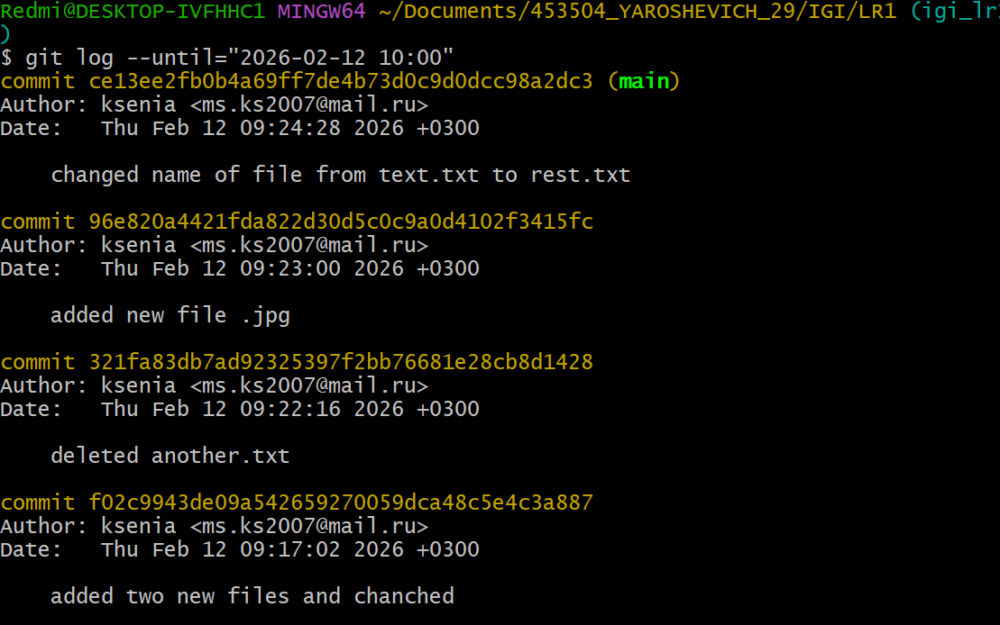 Redmi@DESKTOP-IVFHHC1 MINGW64 ~/Documents/453504_YAROSHEVICH_29/IGI/LR1 (igi_lr1
)
$ git log --until="2026-02-12 10:00"
commit ce13ee2fb0b4a69ff7de4b73d0c9d0dcc98a2dc3 (main)
Author: ksenia <ms.ks2007@mail.ru>
Date:   Thu Feb 12 09:24:28 2026 +0300

    changed name of file from text.txt to rest.txt

commit 96e820a4421fda822d30d5c0c9a0d4102f3415fc
Author: ksenia <ms.ks2007@mail.ru>
Date:   Thu Feb 12 09:23:00 2026 +0300

    added new file .jpg

commit 321fa83db7ad92325397f2bb76681e28cb8d1428
Author: ksenia <ms.ks2007@mail.ru>
Date:   Thu Feb 12 09:22:16 2026 +0300

    deleted another.txt

commit f02c9943de09a542659270059dca48c5e4c3a887
Author: ksenia <ms.ks2007@mail.ru>
Date:   Thu Feb 12 09:17:02 2026 +0300

    added two new files and chanched